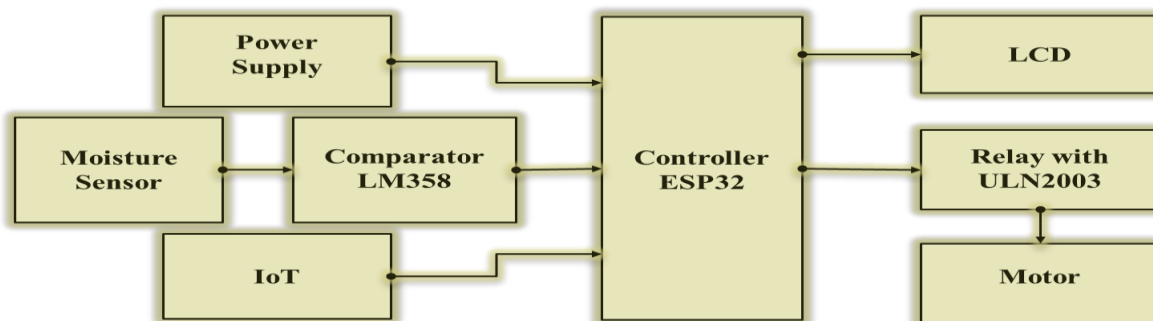 Power
Supply
LCD
Moisture
Sensor
Comparator
LM358
Controller
ESP32
Relay with
ULN2003
IoT
Motor